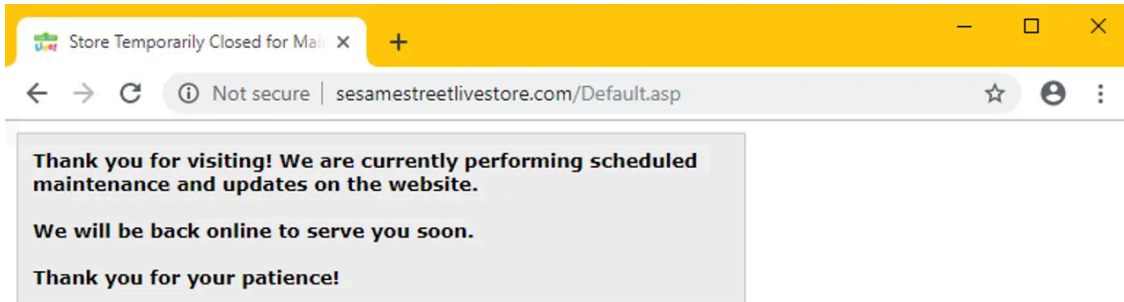 Store Temporarily Closed for Mai
Not secure sesamestreetlivestore.com/Default.asp
Thank you for visiting! We are currently performing scheduled
maintenance and updates on the website.
We will be back online to serve you soon.
Thank you for your patience!